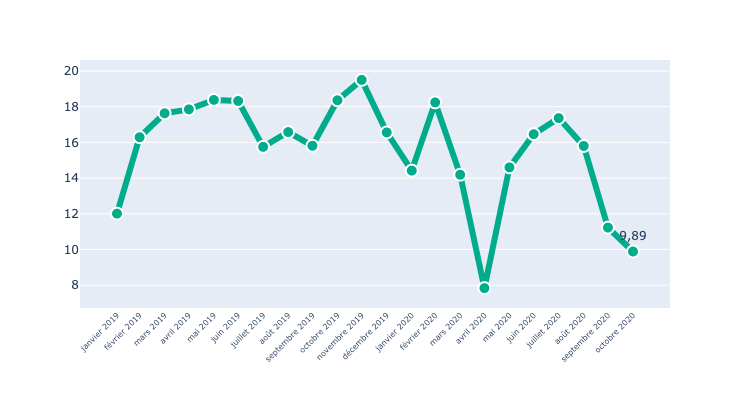 20
18
16
14
12
10
8
9,89
janvier 2019
février 2019
mars 2019
avril 2019
mai 2019
juin 2019
juillet 2019
août 2019
septembre 2019
octobre 2019
novembre 2019
décembre 2019
janvier 2020
février 2020
mars 2020
avril 2020
mai 2020
juin 2020
juillet 2020
août 2020
septembre 2020
octobre 2020